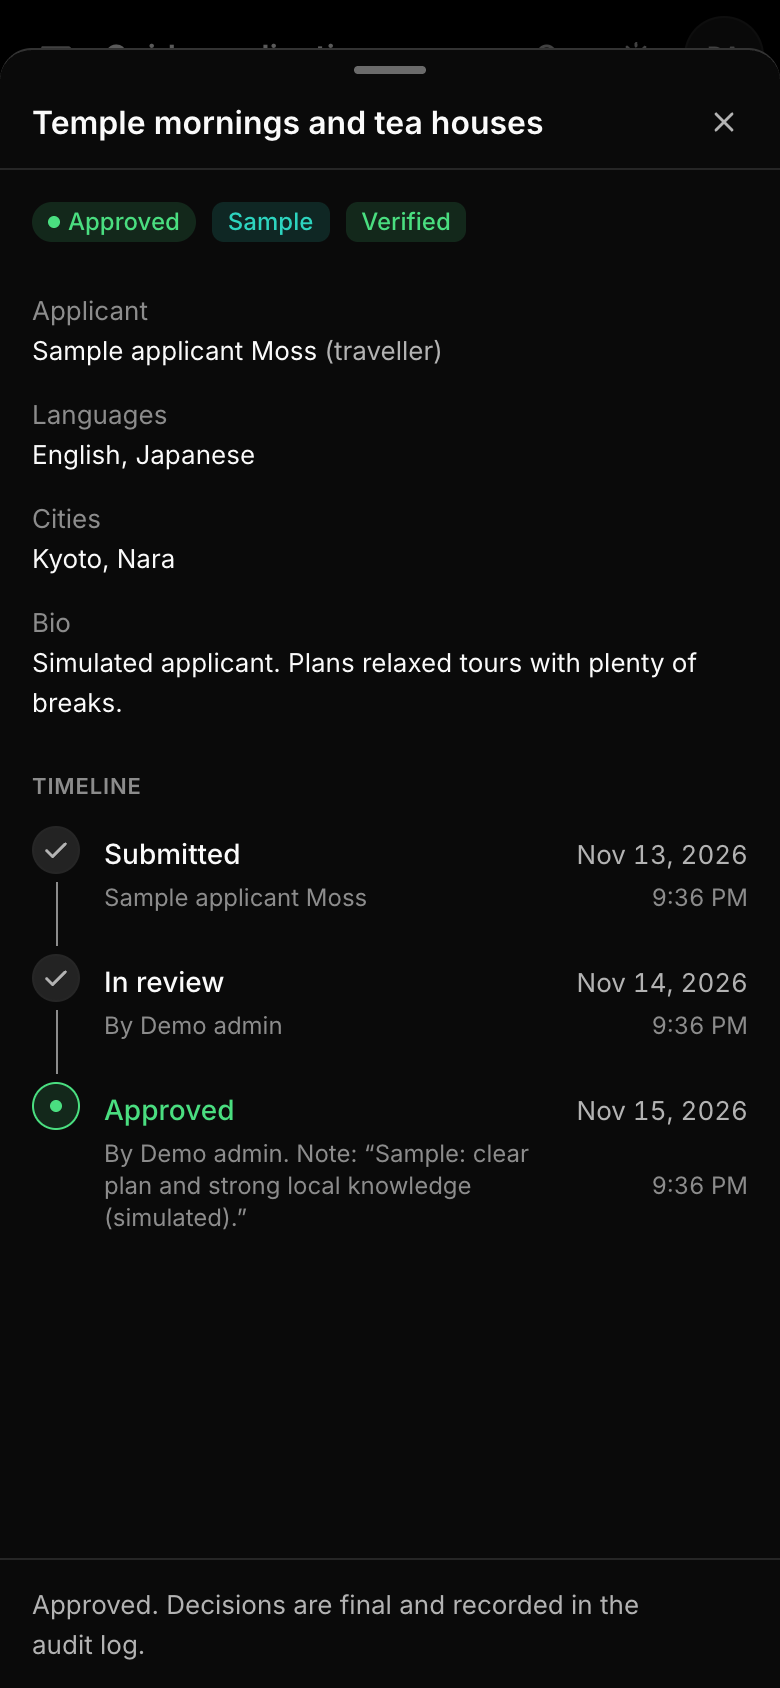 Temple mornings and tea houses
Approved
Sample
Verified
Applicant
Sample applicant Moss (traveller)
Languages
English, Japanese
Cities
Kyoto, Nara
Bio
Simulated applicant. Plans relaxed tours with plenty of
breaks.
TIMELINE
Submitted
Nov 13, 2026
Sample applicant Moss
9:36 PM
In review
Nov 14, 2026
By Demo admin
9:36 PM
Approved
Nov 15, 2026
By Demo admin. Note: “Sample: clear
plan and strong local knowledge
(simulated).”
9:36 PM
Approved. Decisions are final and recorded in the
audit log.